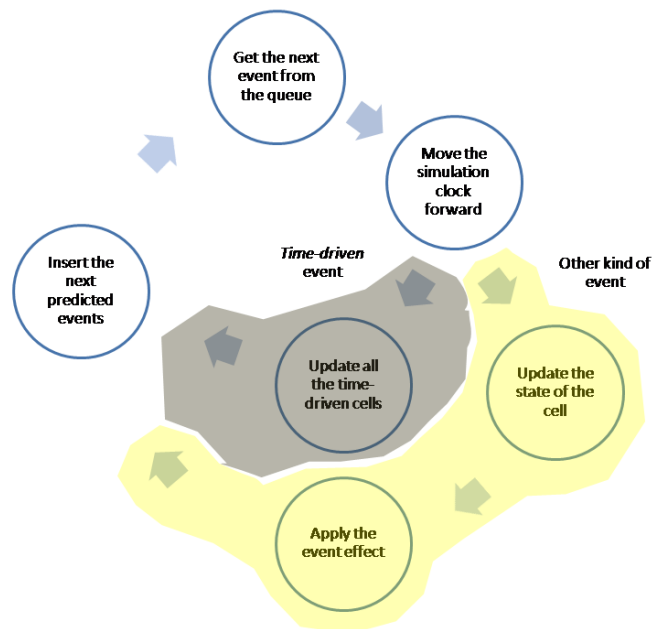 Get the next
event from
the queue
Move the
simulation
clock
forward
Insert the
next
predicted
events
Time-driven
event
Other kind of
event
Update all
the time-
driven cells
Update the
state of the
cell
Apply the
event effect